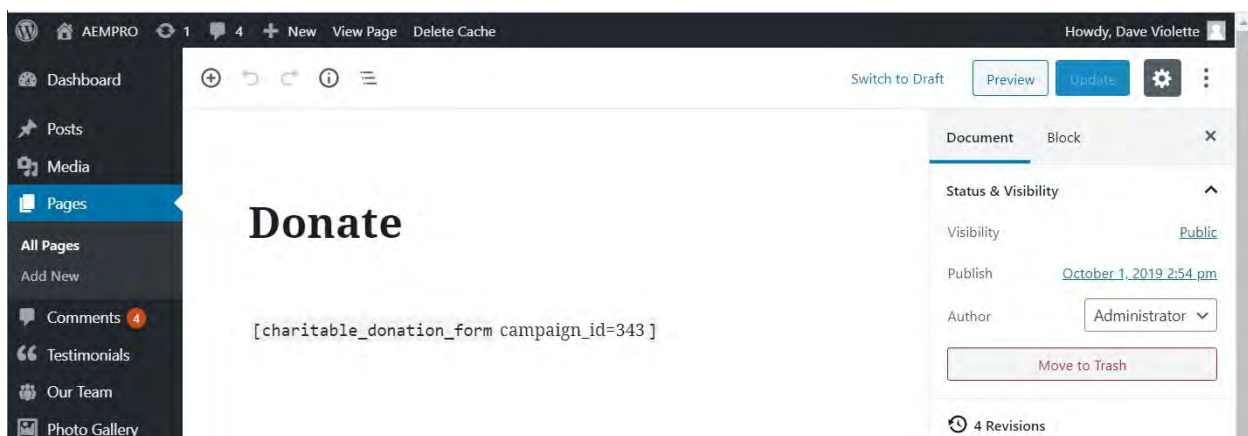 AEMPRO 1 4 + New View Page Delete Cache Howdy, Dave Violette
Dashboard
Posts
Media
Pages
All Pages
Add New
Comments 4
Testimonials
Our Team
Photo Gallery
Switch to Draft Preview Update
Donate
[charitable_donation_form campaign_id=343 ]
Document Block
Status & Visibility
Visibility Public
Publish October 1, 2019 2:54 pm
Author Administrator
Move to Trash
4 Revisions